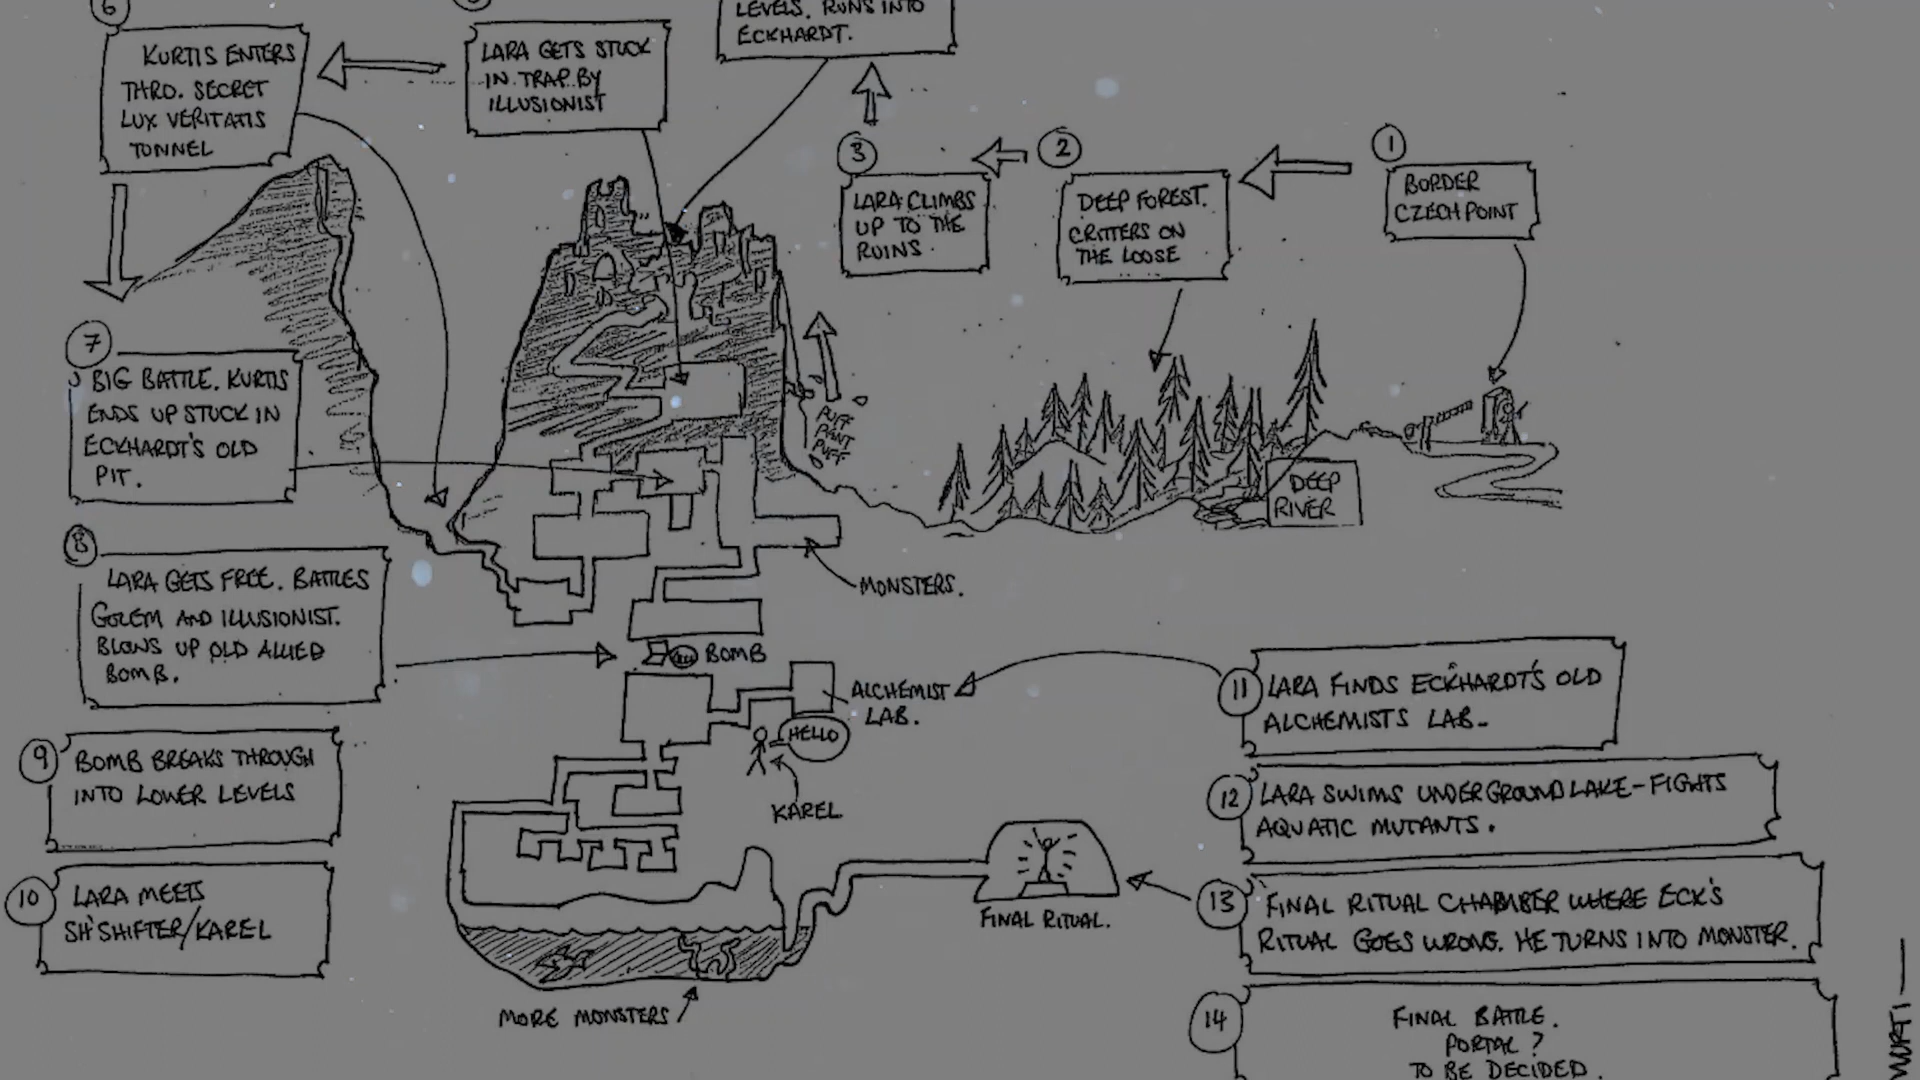 1
BORDER
CZECHPOINT
2
DEEP FOREST.
CRITTERS ON
THE LOOSE
3
LARA CLIMBS
UP TO THE
RUINS.
LEVELS. RUNS INTO
ECKHARDT.
LARA GETS STUCK
IN TRAP BY
ILLUSIONIST
6
KURTIS ENTERS
THRO. SECRET
LUX VERITATIS
TUNNEL
7
BIG BATTLE. KURTIS
ENDS UP STUCK IN
ECKHARDT'S OLD
PIT.
8
LARA GETS FREE. BATTLES
GOLEM AND ILLUSIONIST.
BLOWS UP OLD ALLIED
BOMB.
9
BOMB BREAKS THROUGH
INTO LOWER LEVELS
10
LARA MEETS
SH'SHIFTER/KAREL
PUFF
PANT
PUFF
DEEP
RIVER
MONSTERS.
BOMB
ALCHEMIST
LAB.
HELLO
KAREL
FINAL RITUAL.
MORE MONSTERS
11
LARA FINDS ECKHARDT'S OLD
ALCHEMISTS LAB-
12
LARA SWIMS UNDERGROUND LAKE-FIGHTS
AQUATIC MUTANTS.
13
FINAL RITUAL CHAMBER WHERE ECK'S
RITUAL GOES WRONG. HE TURNS INTO MONSTER.
14
FINAL BATTLE.
PORTAL?
TO BE DECIDED.